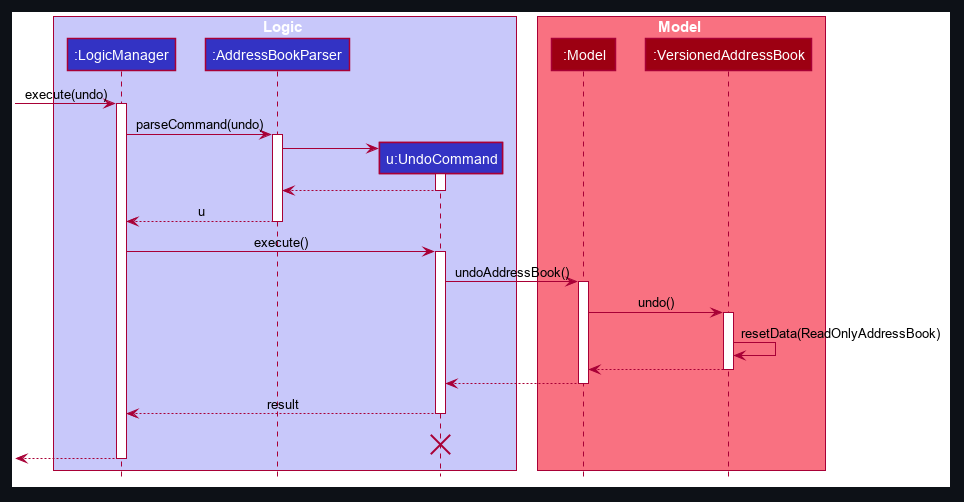 Logic
Model
:LogicManager
:AddressBookParser
:Model
:VersionedAddressBook
execute(undo)
parseCommand(undo)
u:UndoCommand
u
execute()
undoAddressBook()
undo()
resetData(ReadOnlyAddressBook)
result